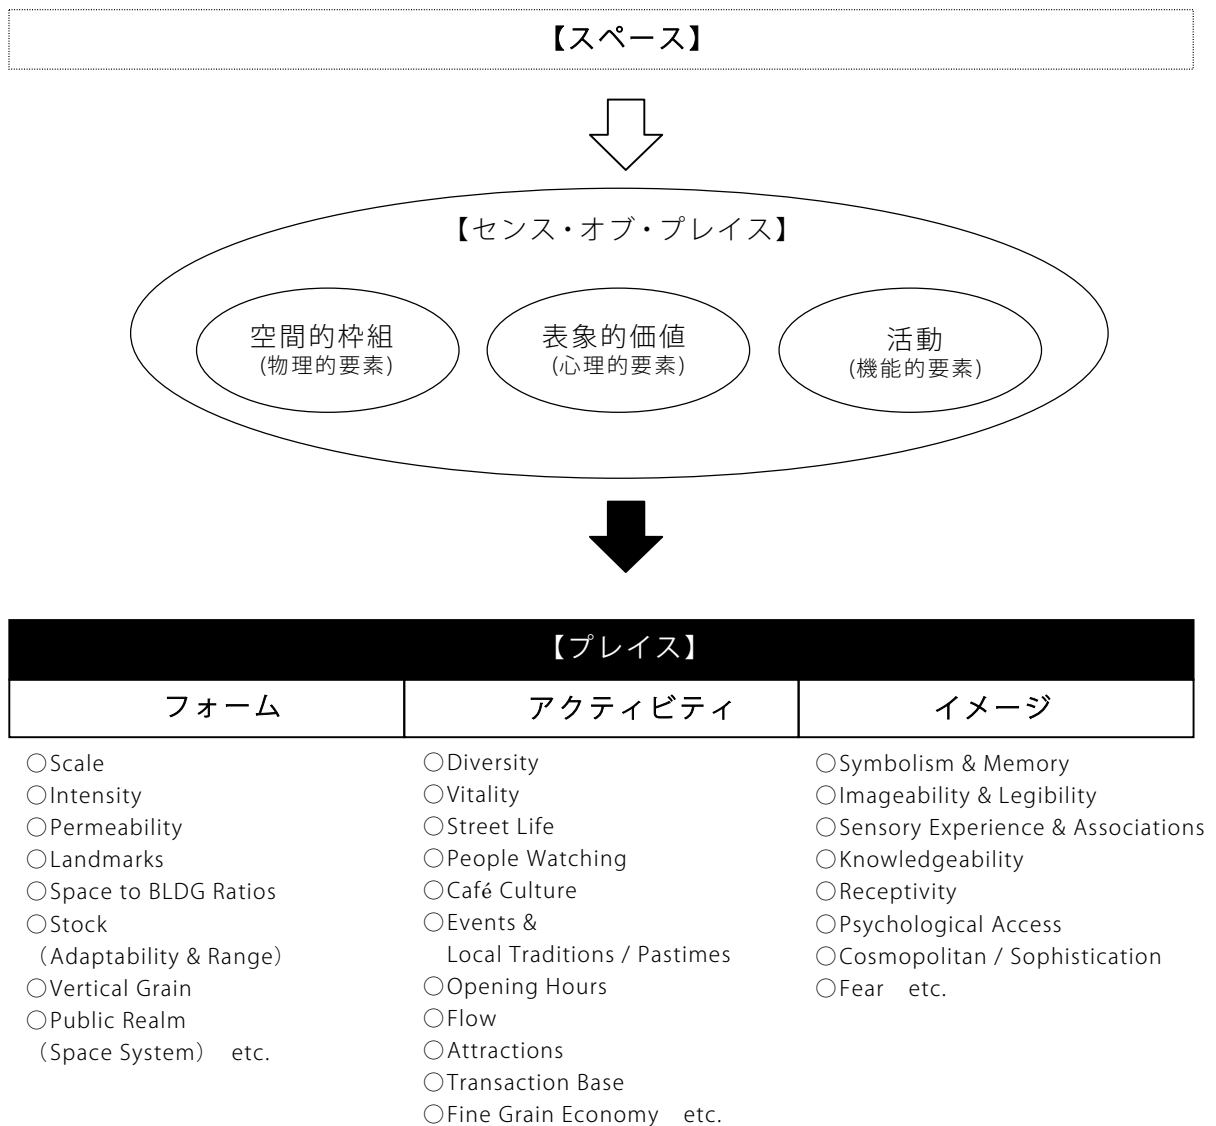 【スペース】
【センス・オブ・プレイス】
空間的枠組
(物理的要素)
表象的価値
(心理的要素)
活動
(機能的要素)
【プレイス】
フォーム
アクティビティ
イメージ
○Scale
○Intensity
○Permeability
○Landmarks
○Space to BLDG Ratios
○Stock
（Adaptability & Range）
○Vertical Grain
○Public Realm
（Space System）　etc.
○Diversity
○Vitality
○Street Life
○People Watching
○Café Culture
○Events &
Local Traditions / Pastimes
○Opening Hours
○Flow
○Attractions
○Transaction Base
○Fine Grain Economy　etc.
○Symbolism & Memory
○Imageability & Legibility
○Sensory Experience & Associations
○Knowledgeability
○Receptivity
○Psychological Access
○Cosmopolitan / Sophistication
○Fear　etc.